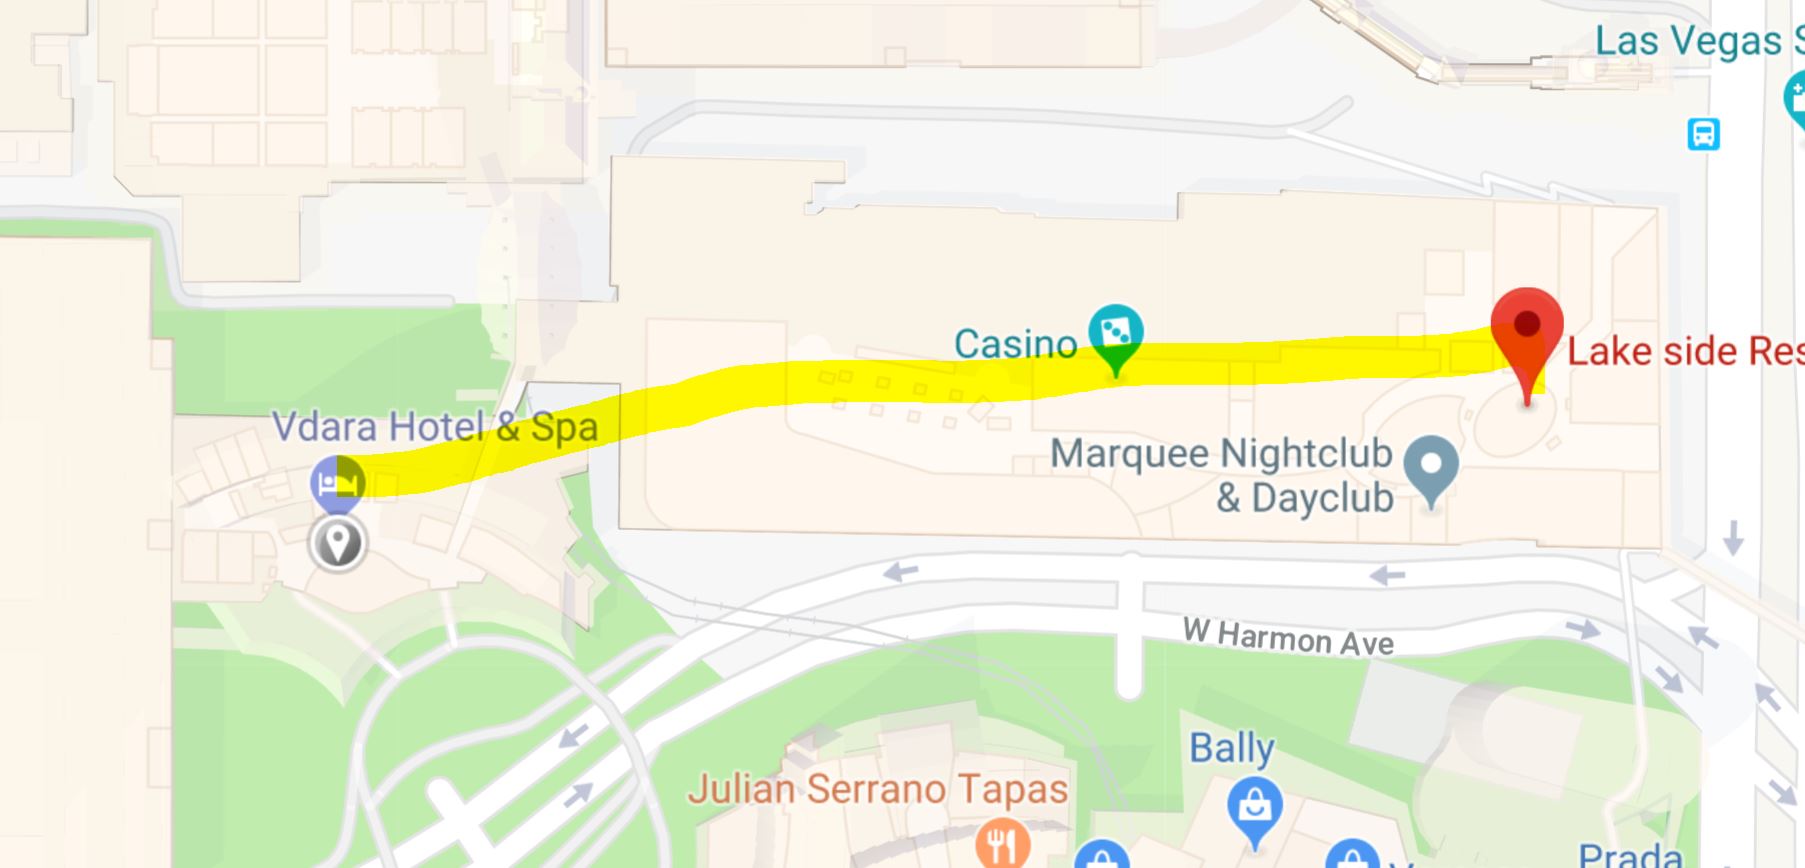 Las Vegas S
Casino
Lake side Res
Vdara Hotel & Spa
Marquee Nightclub
& Dayclub
W Harmon Ave
Bally
Julian Serrano Tapas
Prada